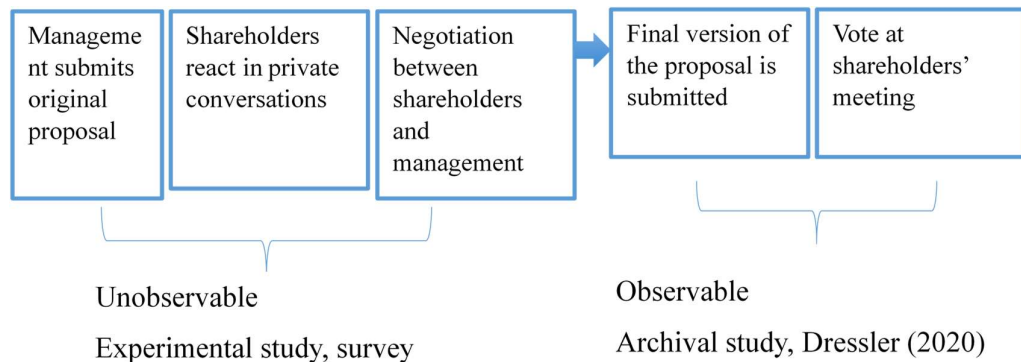 Manageme
nt submits
original
proposal
Shareholders
react in private
conversations
Negotiation
between
shareholders
and
management
Final version of
the proposal is
submitted
Vote at
shareholders’
meeting
Unobservable
Experimental study, survey
Observable
Archival study, Dressler (2020)